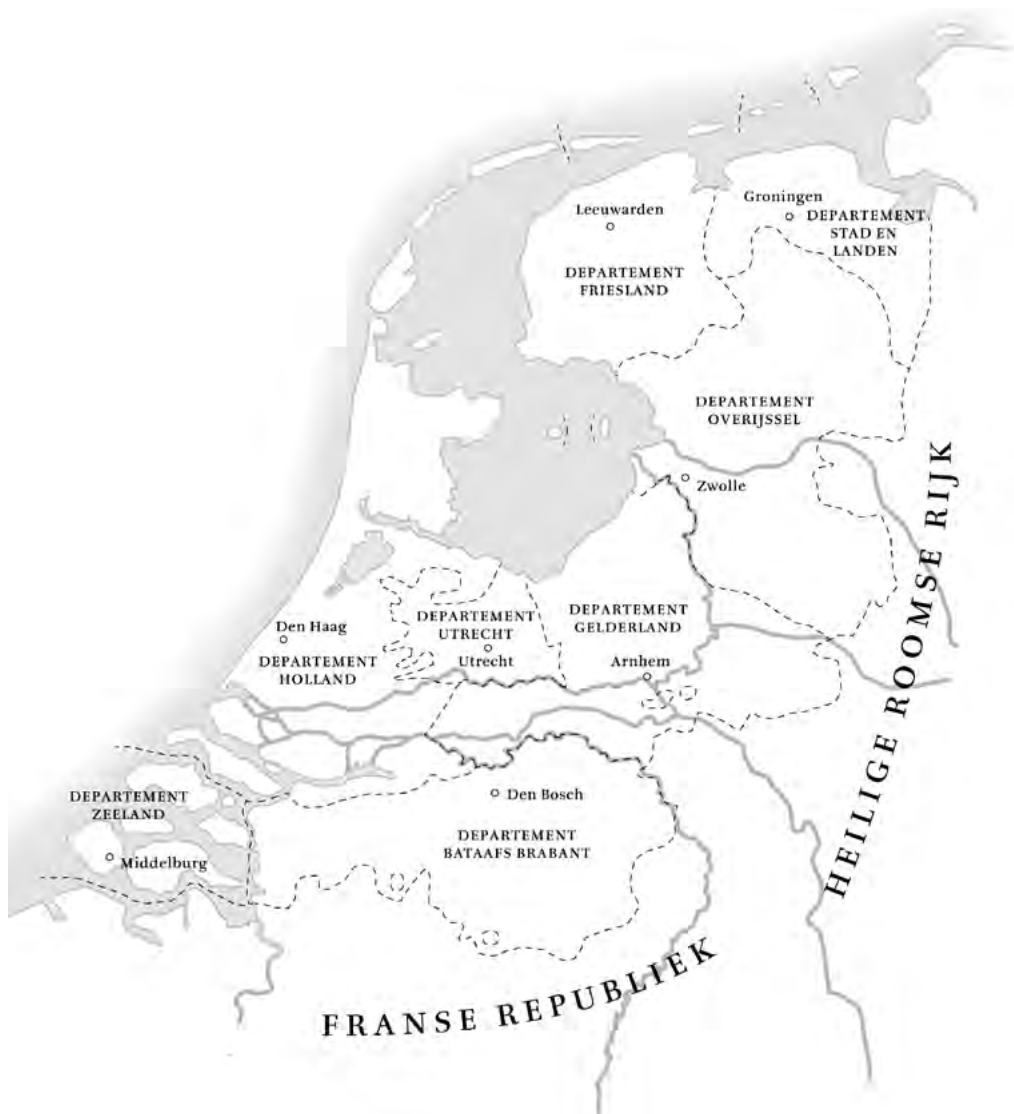 Leeuwarden
Groningen
DEPARTEMENT
STAD EN
LANDEN
DEPARTEMENT
FRIESLAND
DEPARTEMENT
OVERIJSSEL
Zwolle
HEILIGE ROOMSE RIJK
DEPARTEMENT
UTRECHT
Utrecht
DEPARTEMENT
GELDERLAND
Arnhem
Den Haag
DEPARTEMENT
HOLLAND
DEPARTEMENT
ZEELAND
Middelburg
Den Bosch
DEPARTEMENT
BATAAFS BRABANT
FRANSE REPUBLIEK